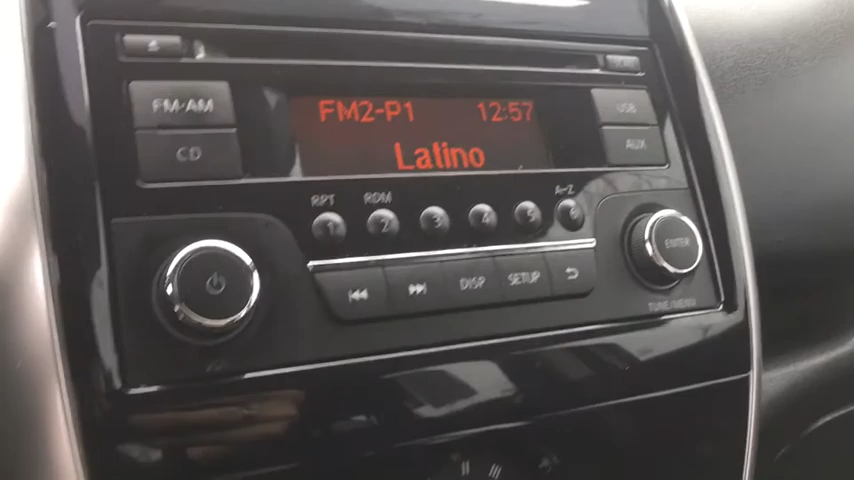 FM2-P1 12:57
Latino
FM·AM
CD
USB
AUX
RPT RDM A-Z
1 2 3 4 5 6
DISP SETUP
ENTER
TUNE/MENU